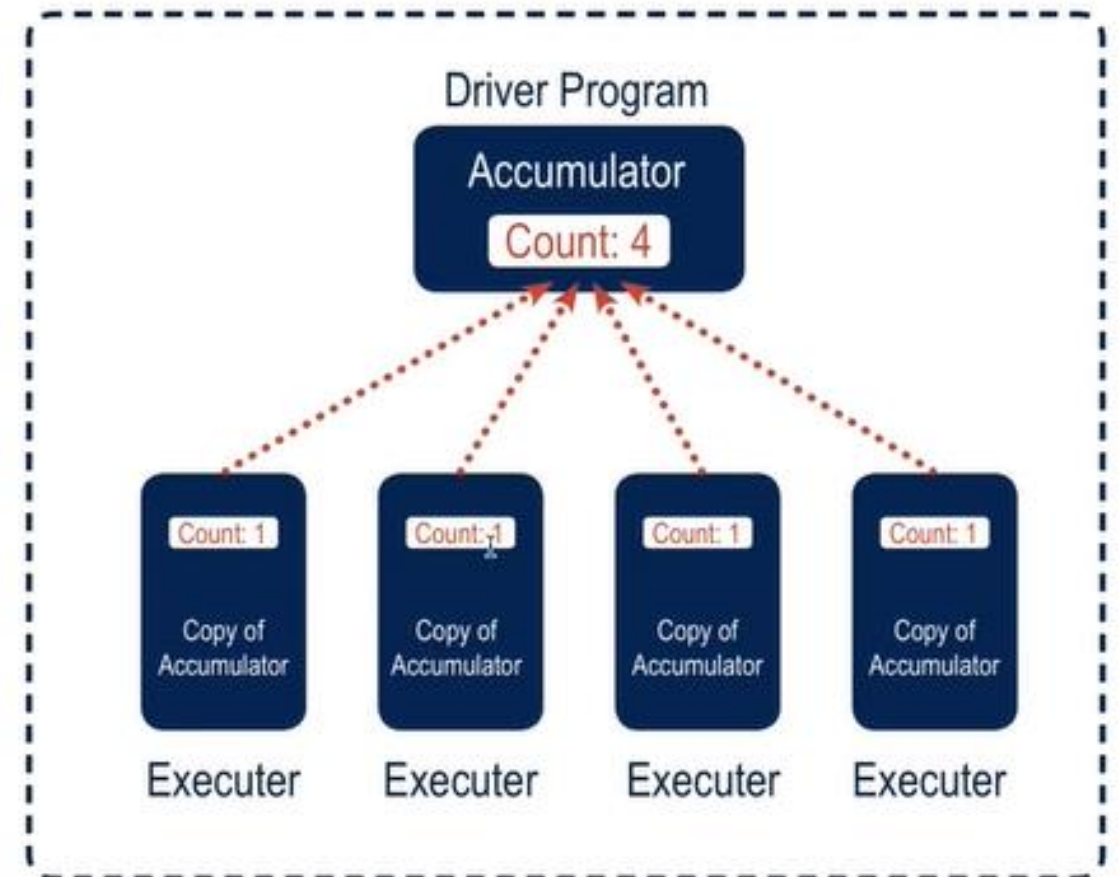 Driver Program
Accumulator
Count: 4
Count: 1
Count: 1
Count: 1
Count: 1
Copy of
Accumulator
Copy of
Accumulator
Copy of
Accumulator
Copy of
Accumulator
Executer
Executer
Executer
Executer